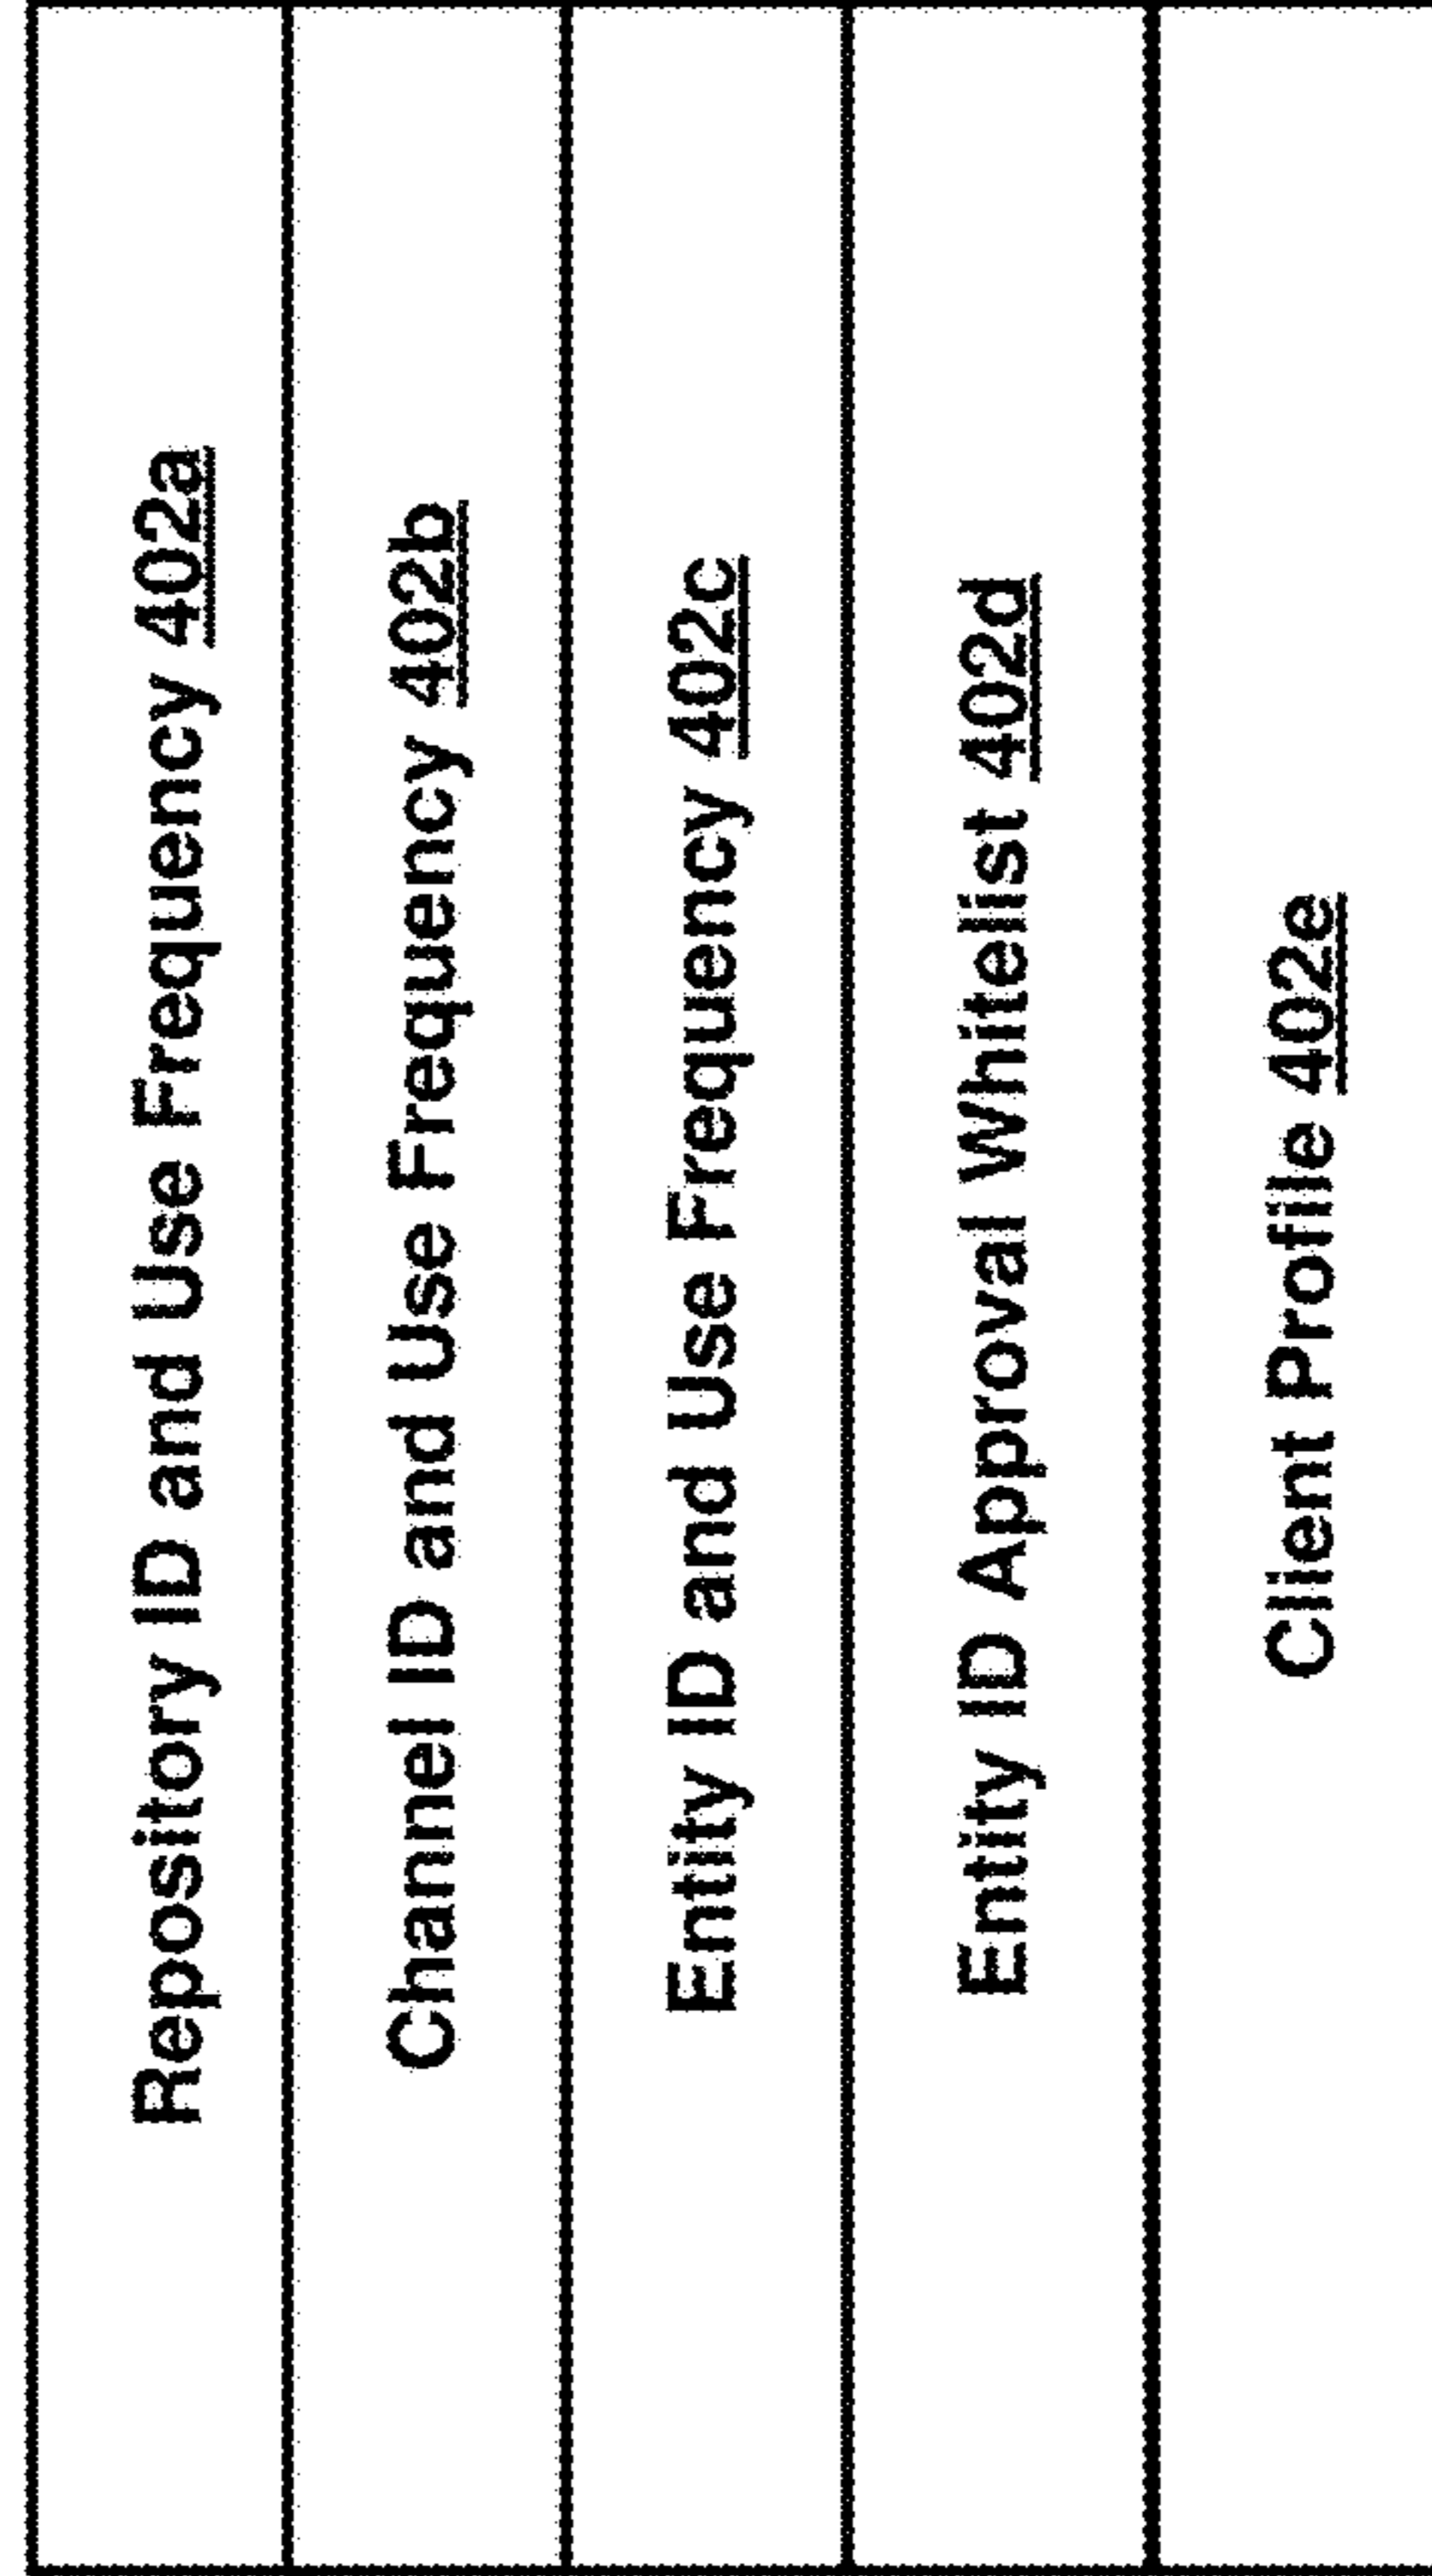 Repository ID and Use Frequency 402a
Channel ID and Use Frequency 402b
Entity ID and Use Frequency 402c
Entity ID Approval Whitelist 402d
Client Profile 402e